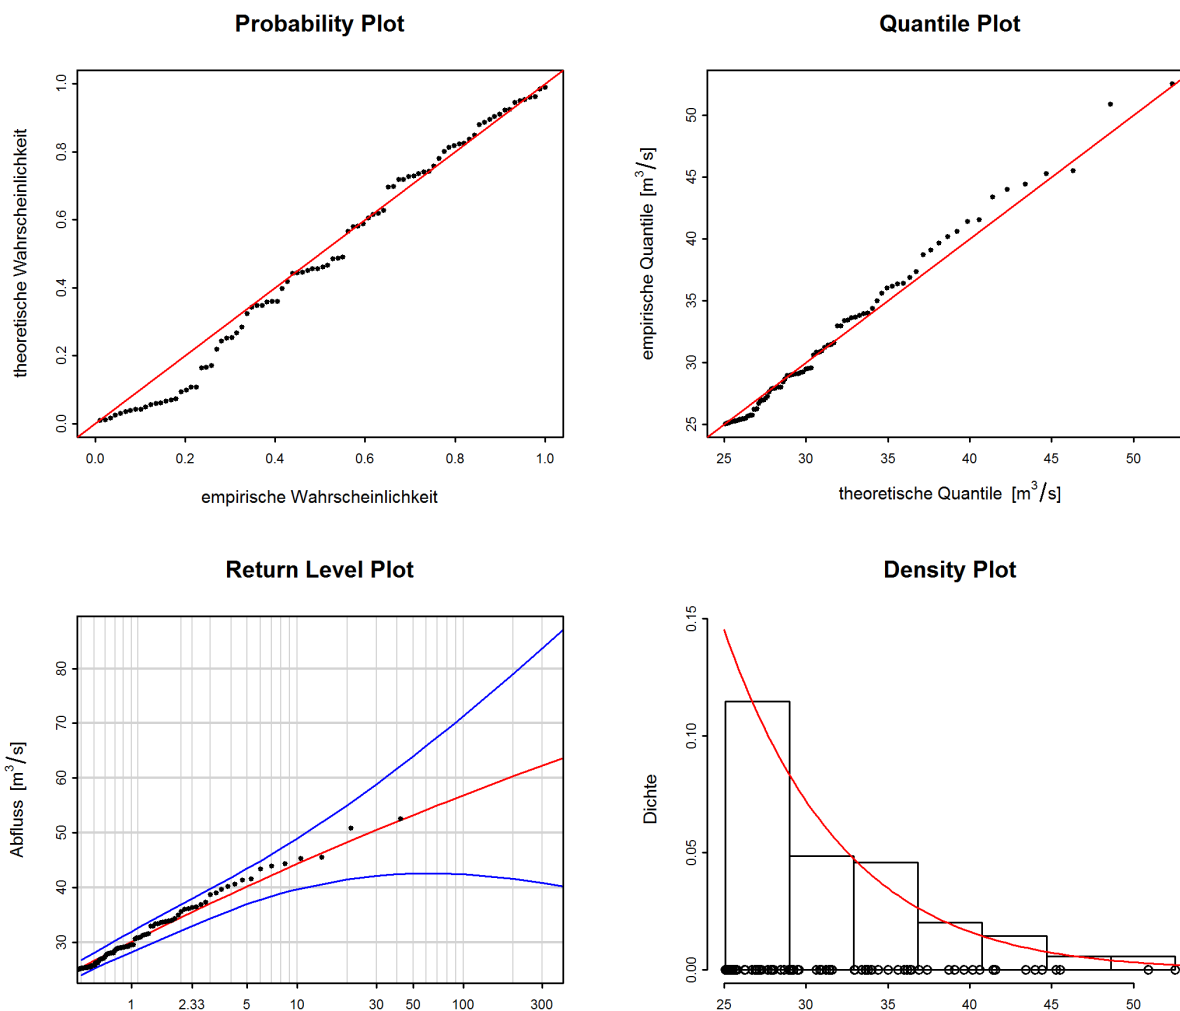 Probability Plot
theoretische Wahrscheinlichkeit
0.0 0.2 0.4 0.6 0.8 1.0
0.0 0.2 0.4 0.6 0.8 1.0
empirische Wahrscheinlichkeit
Quantile Plot
empirische Quantile [m³/s]
25 30 35 40 45 50
25 30 35 40 45 50
theoretische Quantile [m³/s]
Return Level Plot
Abfluss [m³/s]
30 40 50 60 70 80
1 2.33 5 10 30 50 100 300
Density Plot
Dichte
0.00 0.05 0.10 0.15
25 30 35 40 45 50